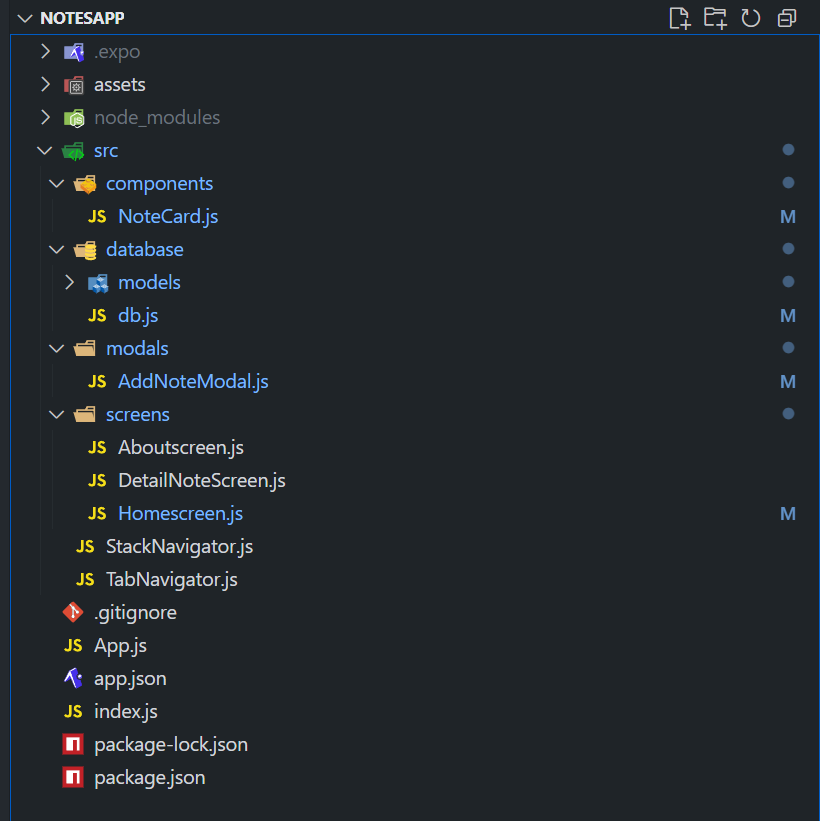 NOTESAPP
.expo
assets
node_modules
src
components
JS NoteCard.js M
database
models
JS db.js M
modals
JS AddNoteModal.js M
screens
JS Aboutscreen.js
JS DetailNoteScreen.js
JS Homescreen.js M
JS StackNavigator.js
JS TabNavigator.js
.gitignore
JS App.js
app.json
JS index.js
package-lock.json
package.json